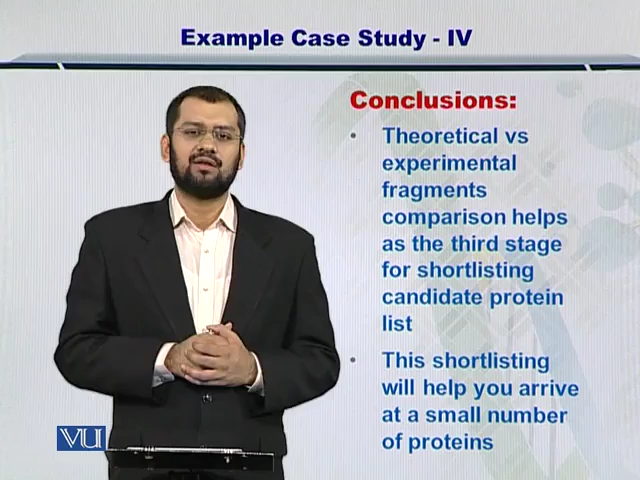 Example Case Study - IV
Conclusions:
• Theoretical vs
experimental
fragments
comparison helps
as the third stage
for shortlisting
candidate protein
list
• This shortlisting
will help you arrive
at a small number
of proteins
VU